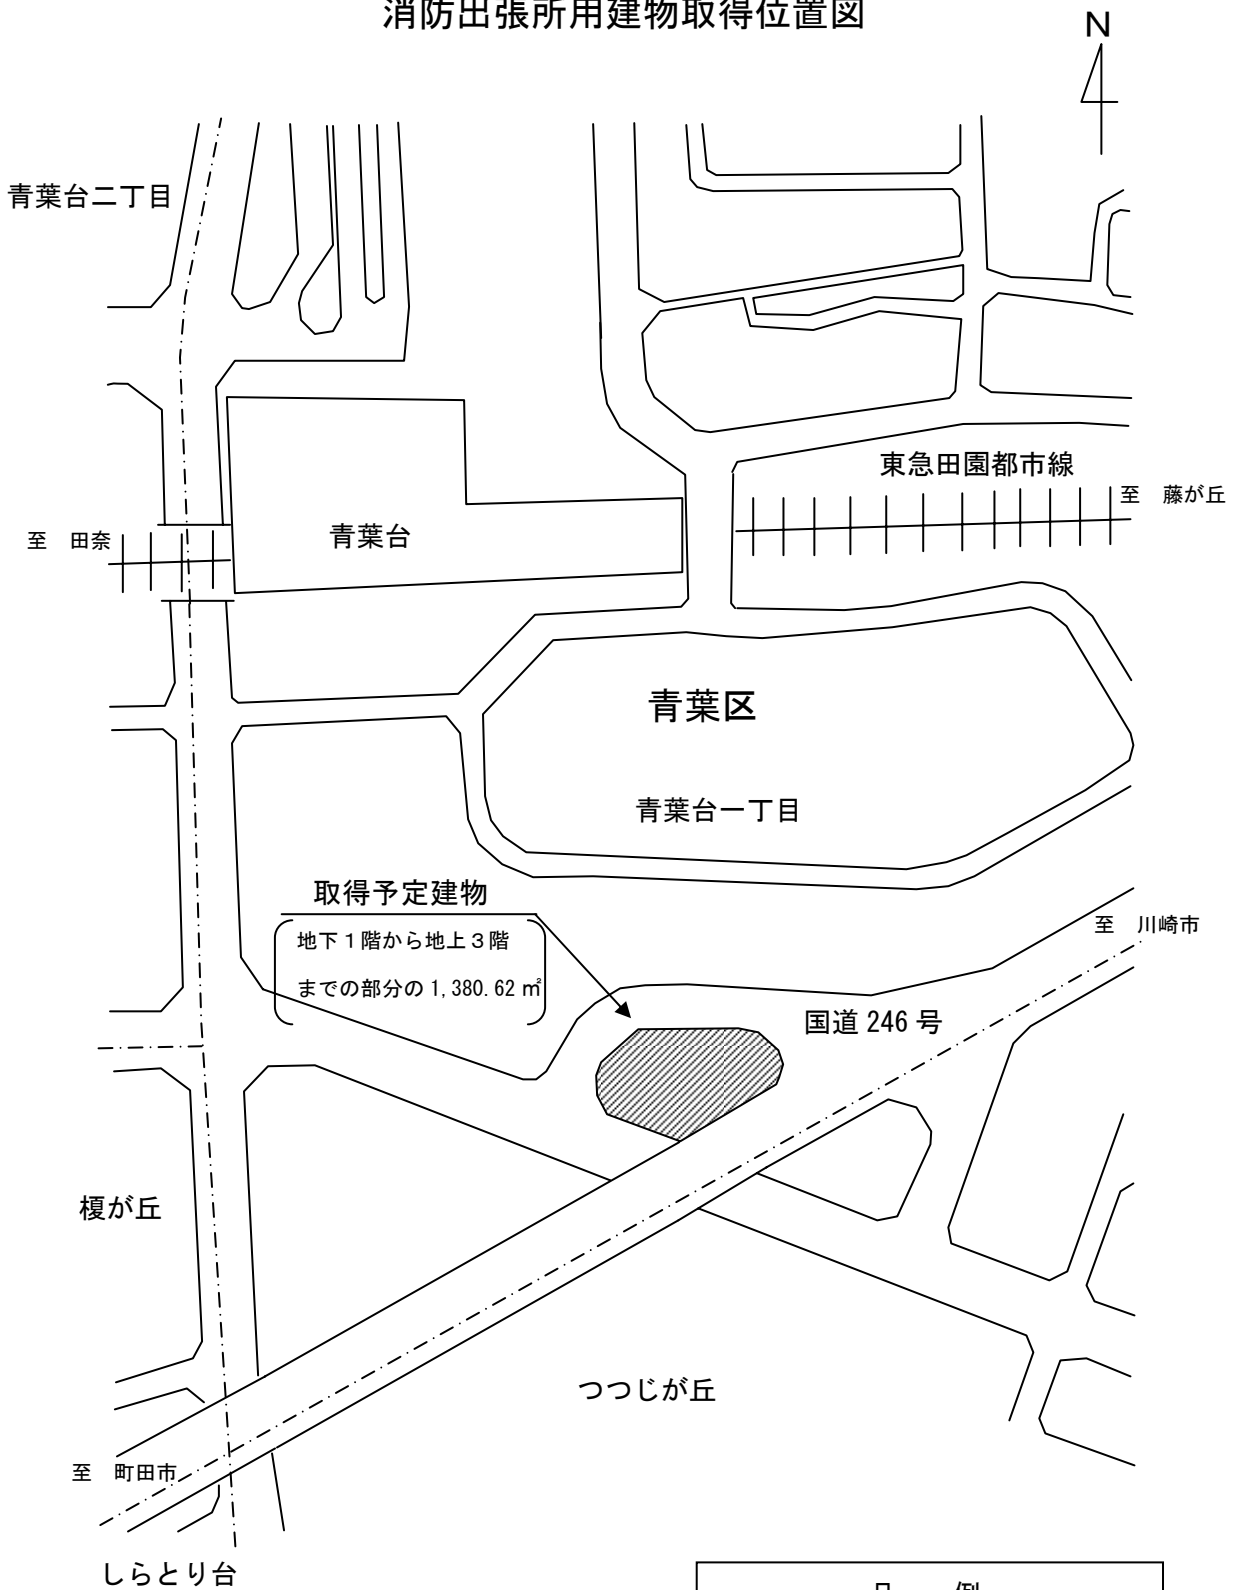 消防出張所用建物取得位置図
N
青葉台二丁目
東急田園都市線
至　藤が丘
至　田奈
青葉台
青葉区
青葉台一丁目
取得予定建物
地下１階から地上３階
までの部分の 1,380.62 ㎡
至　川崎市
国道 246 号
榎が丘
つつじが丘
至　町田市
しらとり台
凡　例